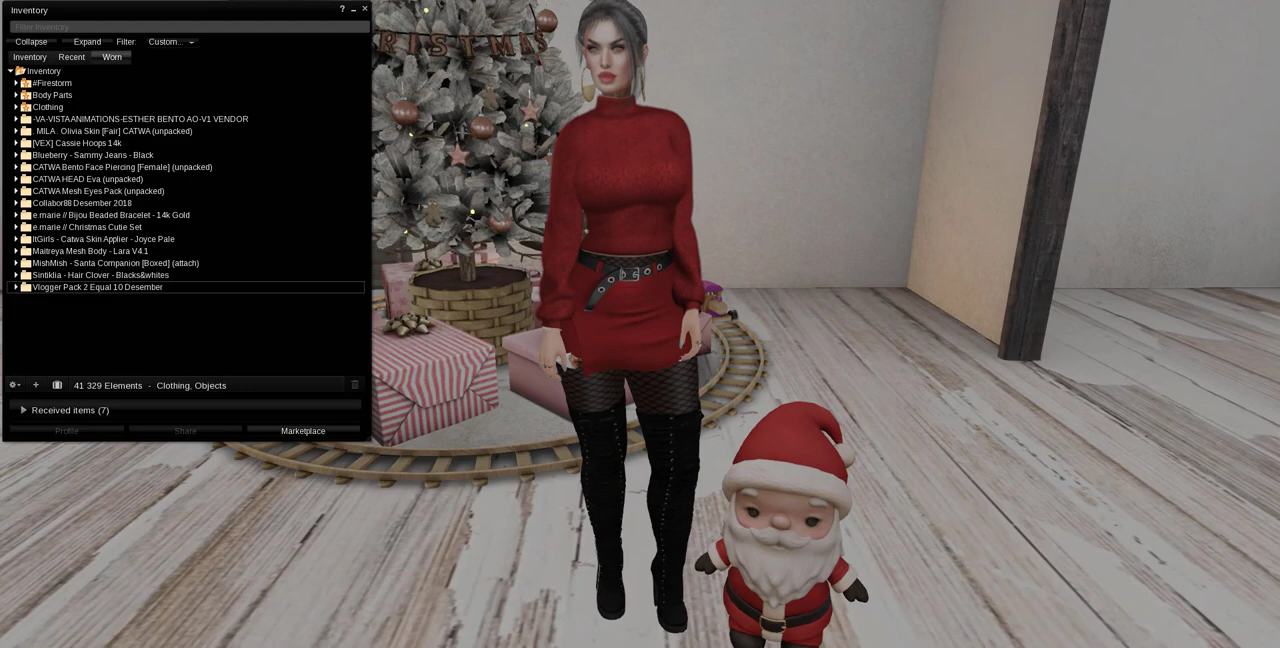 Inventory
?
Filter Inventory
Collapse Expand Filter: Custom...
Inventory Recent Worn
Inventory
#Firestorm
Body Parts
Clothing
-VA-VISTA ANIMATIONS-ESTHER BENTO AO-V1 VENDOR
. MILA . Olivia Skin [Fair] CATWA (unpacked)
[VEX] Cassie Hoops 14k
Blueberry - Sammy Jeans - Black
CATWA Bento Face Piercing [Female] (unpacked)
CATWA HEAD Eva (unpacked)
CATWA Mesh Eyes Pack (unpacked)
Collabor88 Desember 2018
e.marie // Bijou Beaded Bracelet - 14k Gold
e.marie // Christmas Cutie Set
ItGirls - Catwa Skin Applier - Joyce Pale
Maitreya Mesh Body - Lara V4.1
MishMish - Santa Companion [Boxed] (attach)
Sintiklia - Hair Clover - Blacks&whites
Vlogger Pack 2 Equal 10 Desember
41 329 Elements - Clothing, Objects
Received items (7)
Profile Share Marketplace
RISTMAS